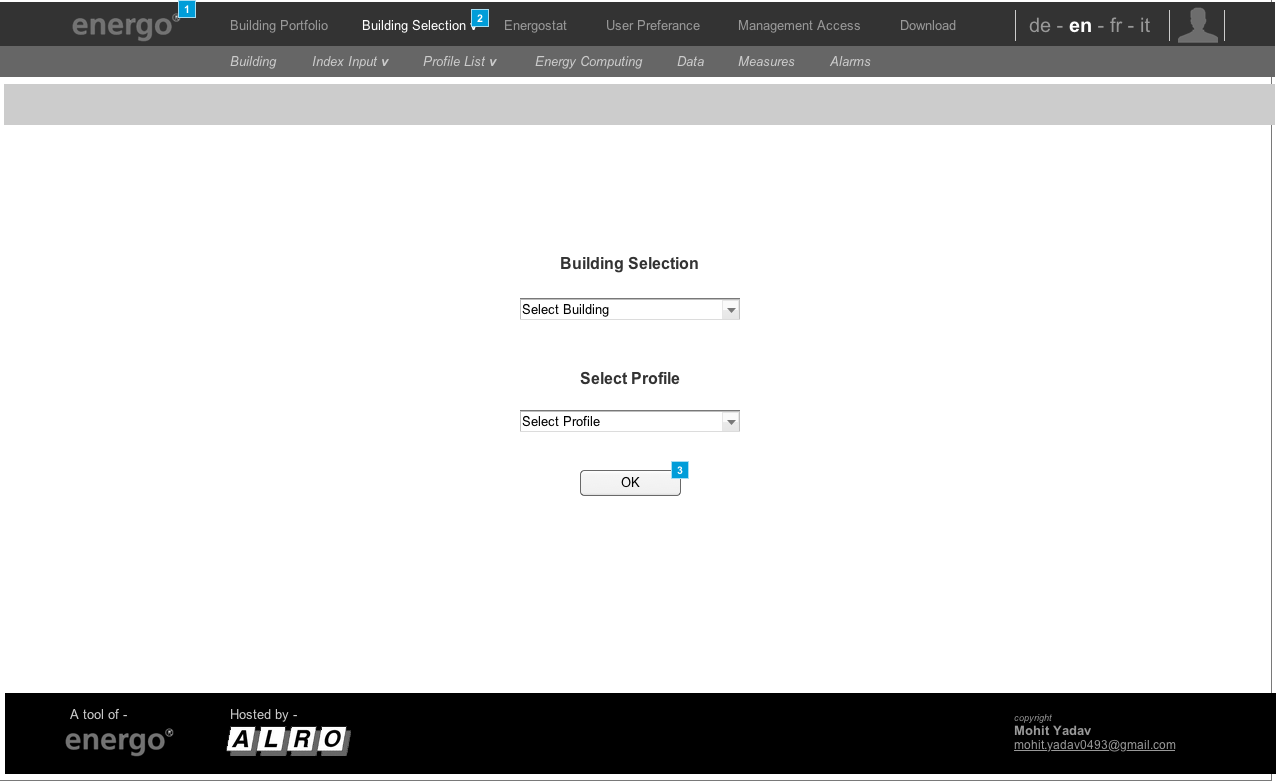 energo® 1
Building Portfolio Building Selection v 2 Energostat User Preferance Management Access Download de - en - fr - it
Building Index Input v Profile List v Energy Computing Data Measures Alarms
Building Selection
Select Building
Select Profile
Select Profile
OK 3
A tool of - Hosted by -
energo® ALRO
copyright
Mohit Yadav
mohit.yadav0493@gmail.com